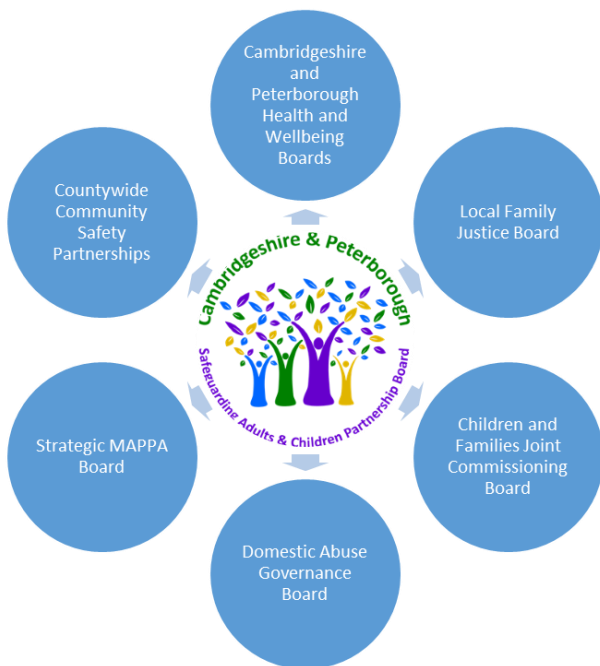 Cambridgeshire
and
Peterborough
Health and
Wellbeing
Boards
Countywide
Community
Safety
Partnerships
Local Family
Justice Board
Cambridgeshire & Peterborough
Safeguarding Adults & Children Partnership Board
Strategic MAPPA
Board
Children and
Families Joint
Commissioning
Board
Domestic Abuse
Governance
Board